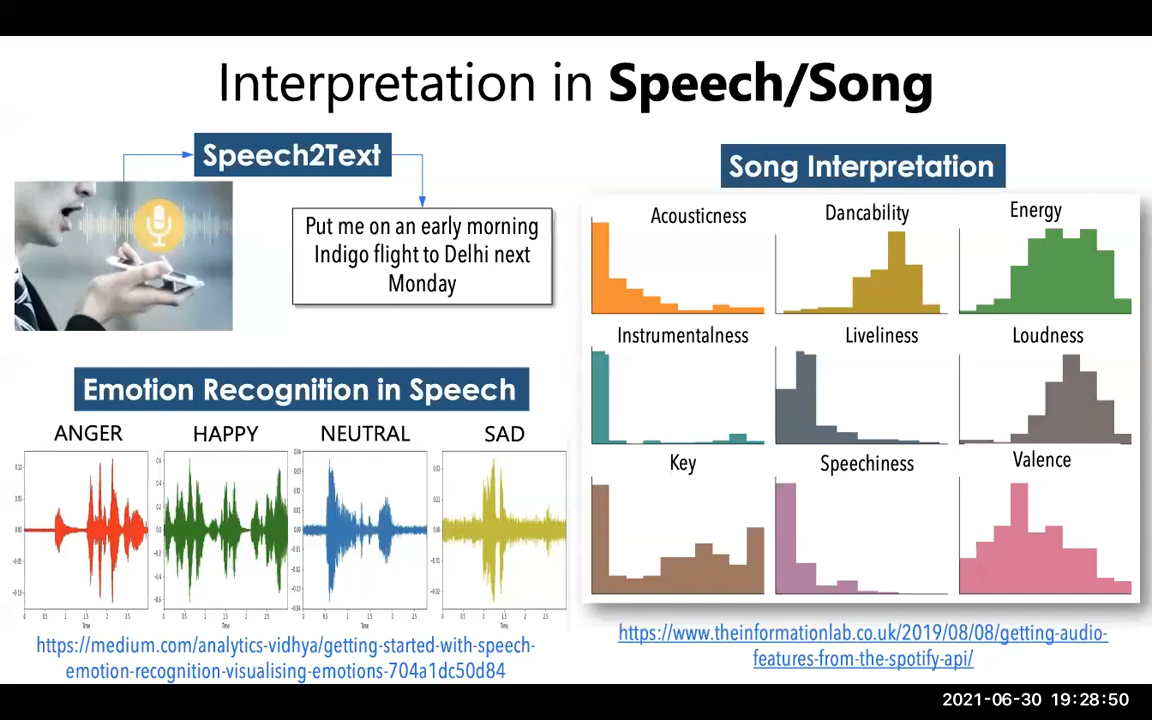 Interpretation in Speech/Song
Speech2Text
Put me on an early morning
Indigo flight to Delhi next
Monday
Emotion Recognition in Speech
ANGER
HAPPY
NEUTRAL
SAD
https://medium.com/analytics-vidhya/getting-started-with-speech-
emotion-recognition-visualising-emotions-704a1dc50d84
Song Interpretation
Acousticness
Dancability
Energy
Instrumentalness
Liveliness
Loudness
Key
Speechiness
Valence
https://www.theinformationlab.co.uk/2019/08/08/getting-audio-
features-from-the-spotify-api/
2021-06-30 19:28:50